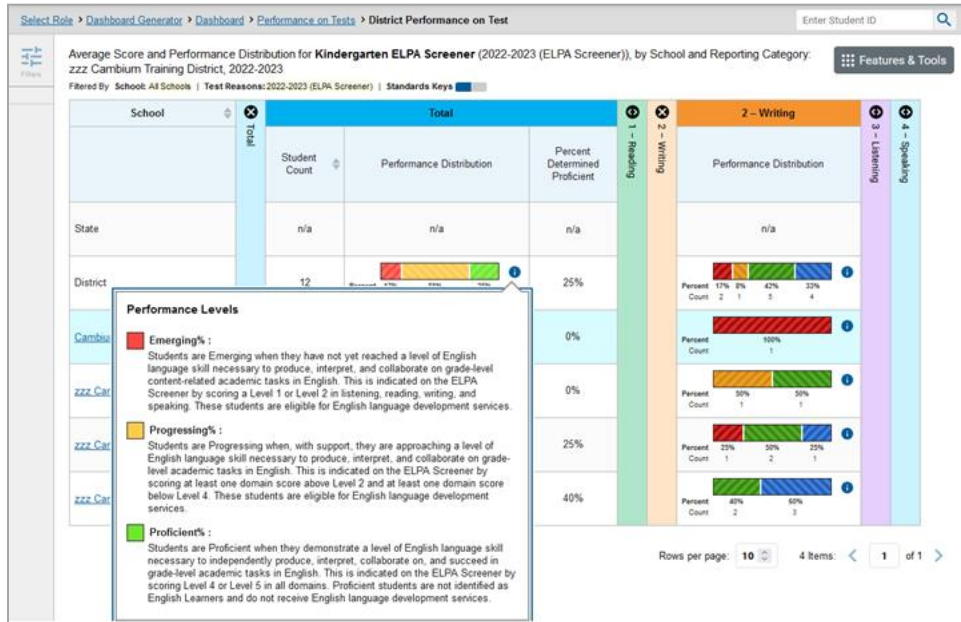 Select Role > Dashboard Generator > Dashboard > Performance on Tests > District Performance on Test
Enter Student ID
Filters
Average Score and Performance Distribution for Kindergarten ELPA Screener (2022-2023 (ELPA Screener)), by School and Reporting Category:
zzz Cambium Training District, 2022-2023
Filtered By School: All Schools | Test Reasons: 2022-2023 (ELPA Screener) | Standards Keys
Features & Tools
School
Total
Total
1 – Reading
2 – Writing
2 – Writing
3 – Listening
4 – Speaking
Student Count
Performance Distribution
Percent Determined Proficient
Performance Distribution
State n/a n/a n/a n/a
District 12 25%
Percent 17% 8% 42% 33%
Count 2 1 5 4
Cambiu 0%
Percent 100%
Count 1
zzz Car 0%
Percent 50% 50%
Count 1 1
zzz Car 25%
Percent 25% 50% 25%
Count 1 2 1
zzz Car 40%
Percent 40% 60%
Count 2 3
Performance Levels
Emerging% :
Students are Emerging when they have not yet reached a level of English
language skill necessary to produce, interpret, and collaborate on grade-level
content-related academic tasks in English. This is indicated on the ELPA
Screener by scoring a Level 1 or Level 2 in listening, reading, writing, and
speaking. These students are eligible for English language development services.
Progressing% :
Students are Progressing when, with support, they are approaching a level of
English language skill necessary to produce, interpret, and collaborate on grade-
level academic tasks in English. This is indicated on the ELPA Screener by
scoring at least one domain score above Level 2 and at least one domain score
below Level 4. These students are eligible for English language development
services.
Proficient% :
Students are Proficient when they demonstrate a level of English language skill
necessary to independently produce, interpret, collaborate on, and succeed in
grade-level academic tasks in English. This is indicated on the ELPA Screener by
scoring Level 4 or Level 5 in all domains. Proficient students are not identified as
English Learners and do not receive English language development services.
Rows per page: 10 4 Items: < 1 of 1 >